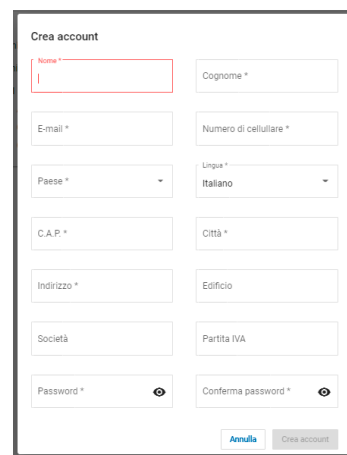 Crea account
Nome *
Cognome *
E-mail *
Numero di cellullare *
Paese *
Lingua *
Italiano
C.A.P. *
Città *
Indirizzo *
Edificio
Società
Partita IVA
Password *
Conferma password *
Annulla
Crea account